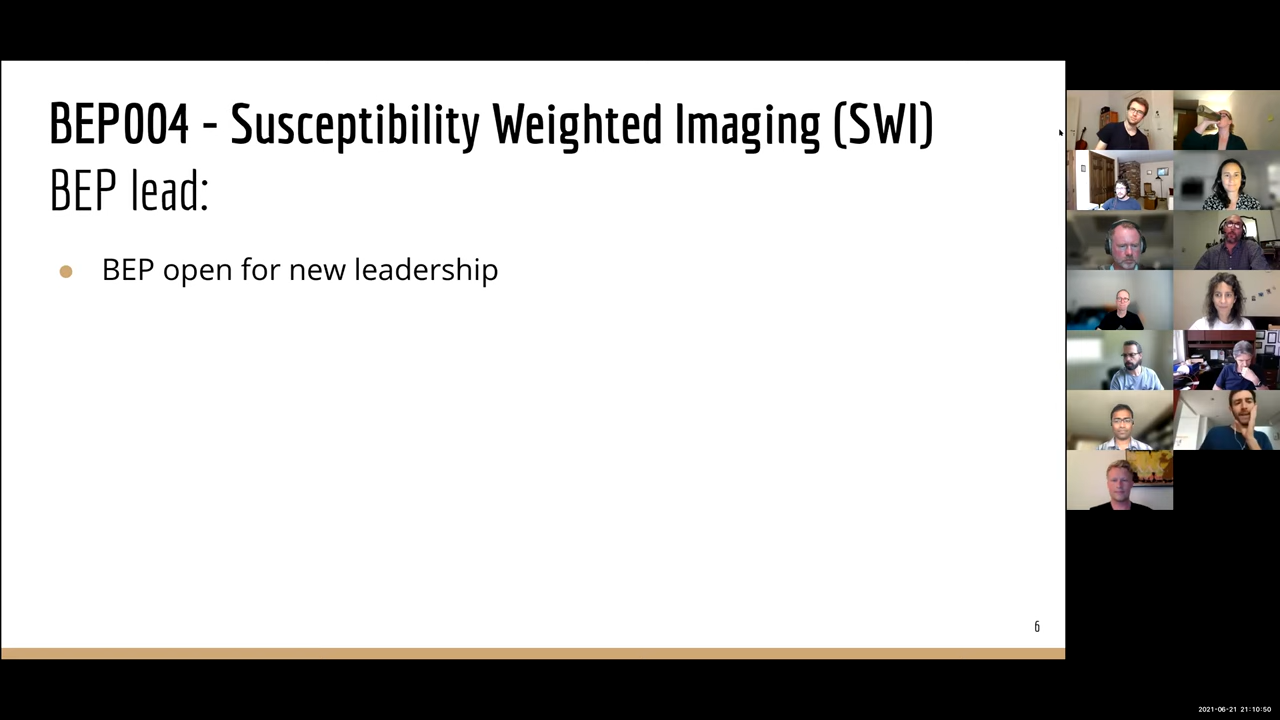 BEP004 - Susceptibility Weighted Imaging (SWI)
BEP lead:
● BEP open for new leadership
6
2021-06-21 21:10:50